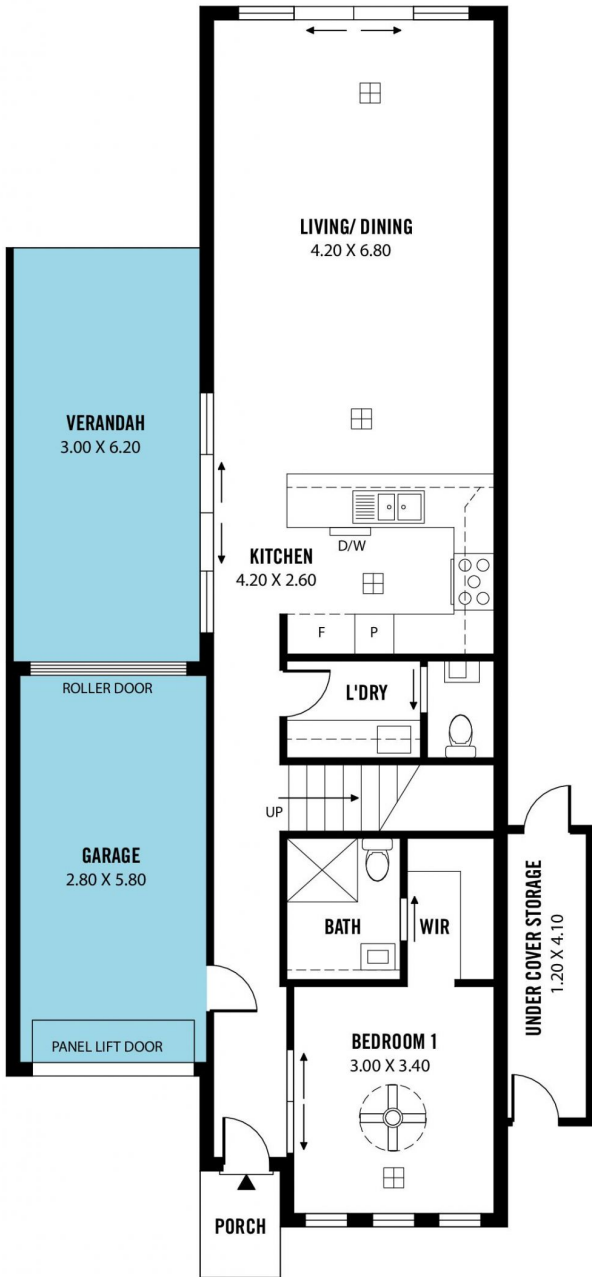 LIVING/ DINING
4.20 X 6.80
VERANDAH
3.00 X 6.20
D/W
KITCHEN
4.20 X 2.60
F
P
ROLLER DOOR
L'DRY
UP
GARAGE
2.80 X 5.80
BATH
WIR
UNDER COVER STORAGE
1.20 X 4.10
PANEL LIFT DOOR
BEDROOM 1
3.00 X 3.40
PORCH